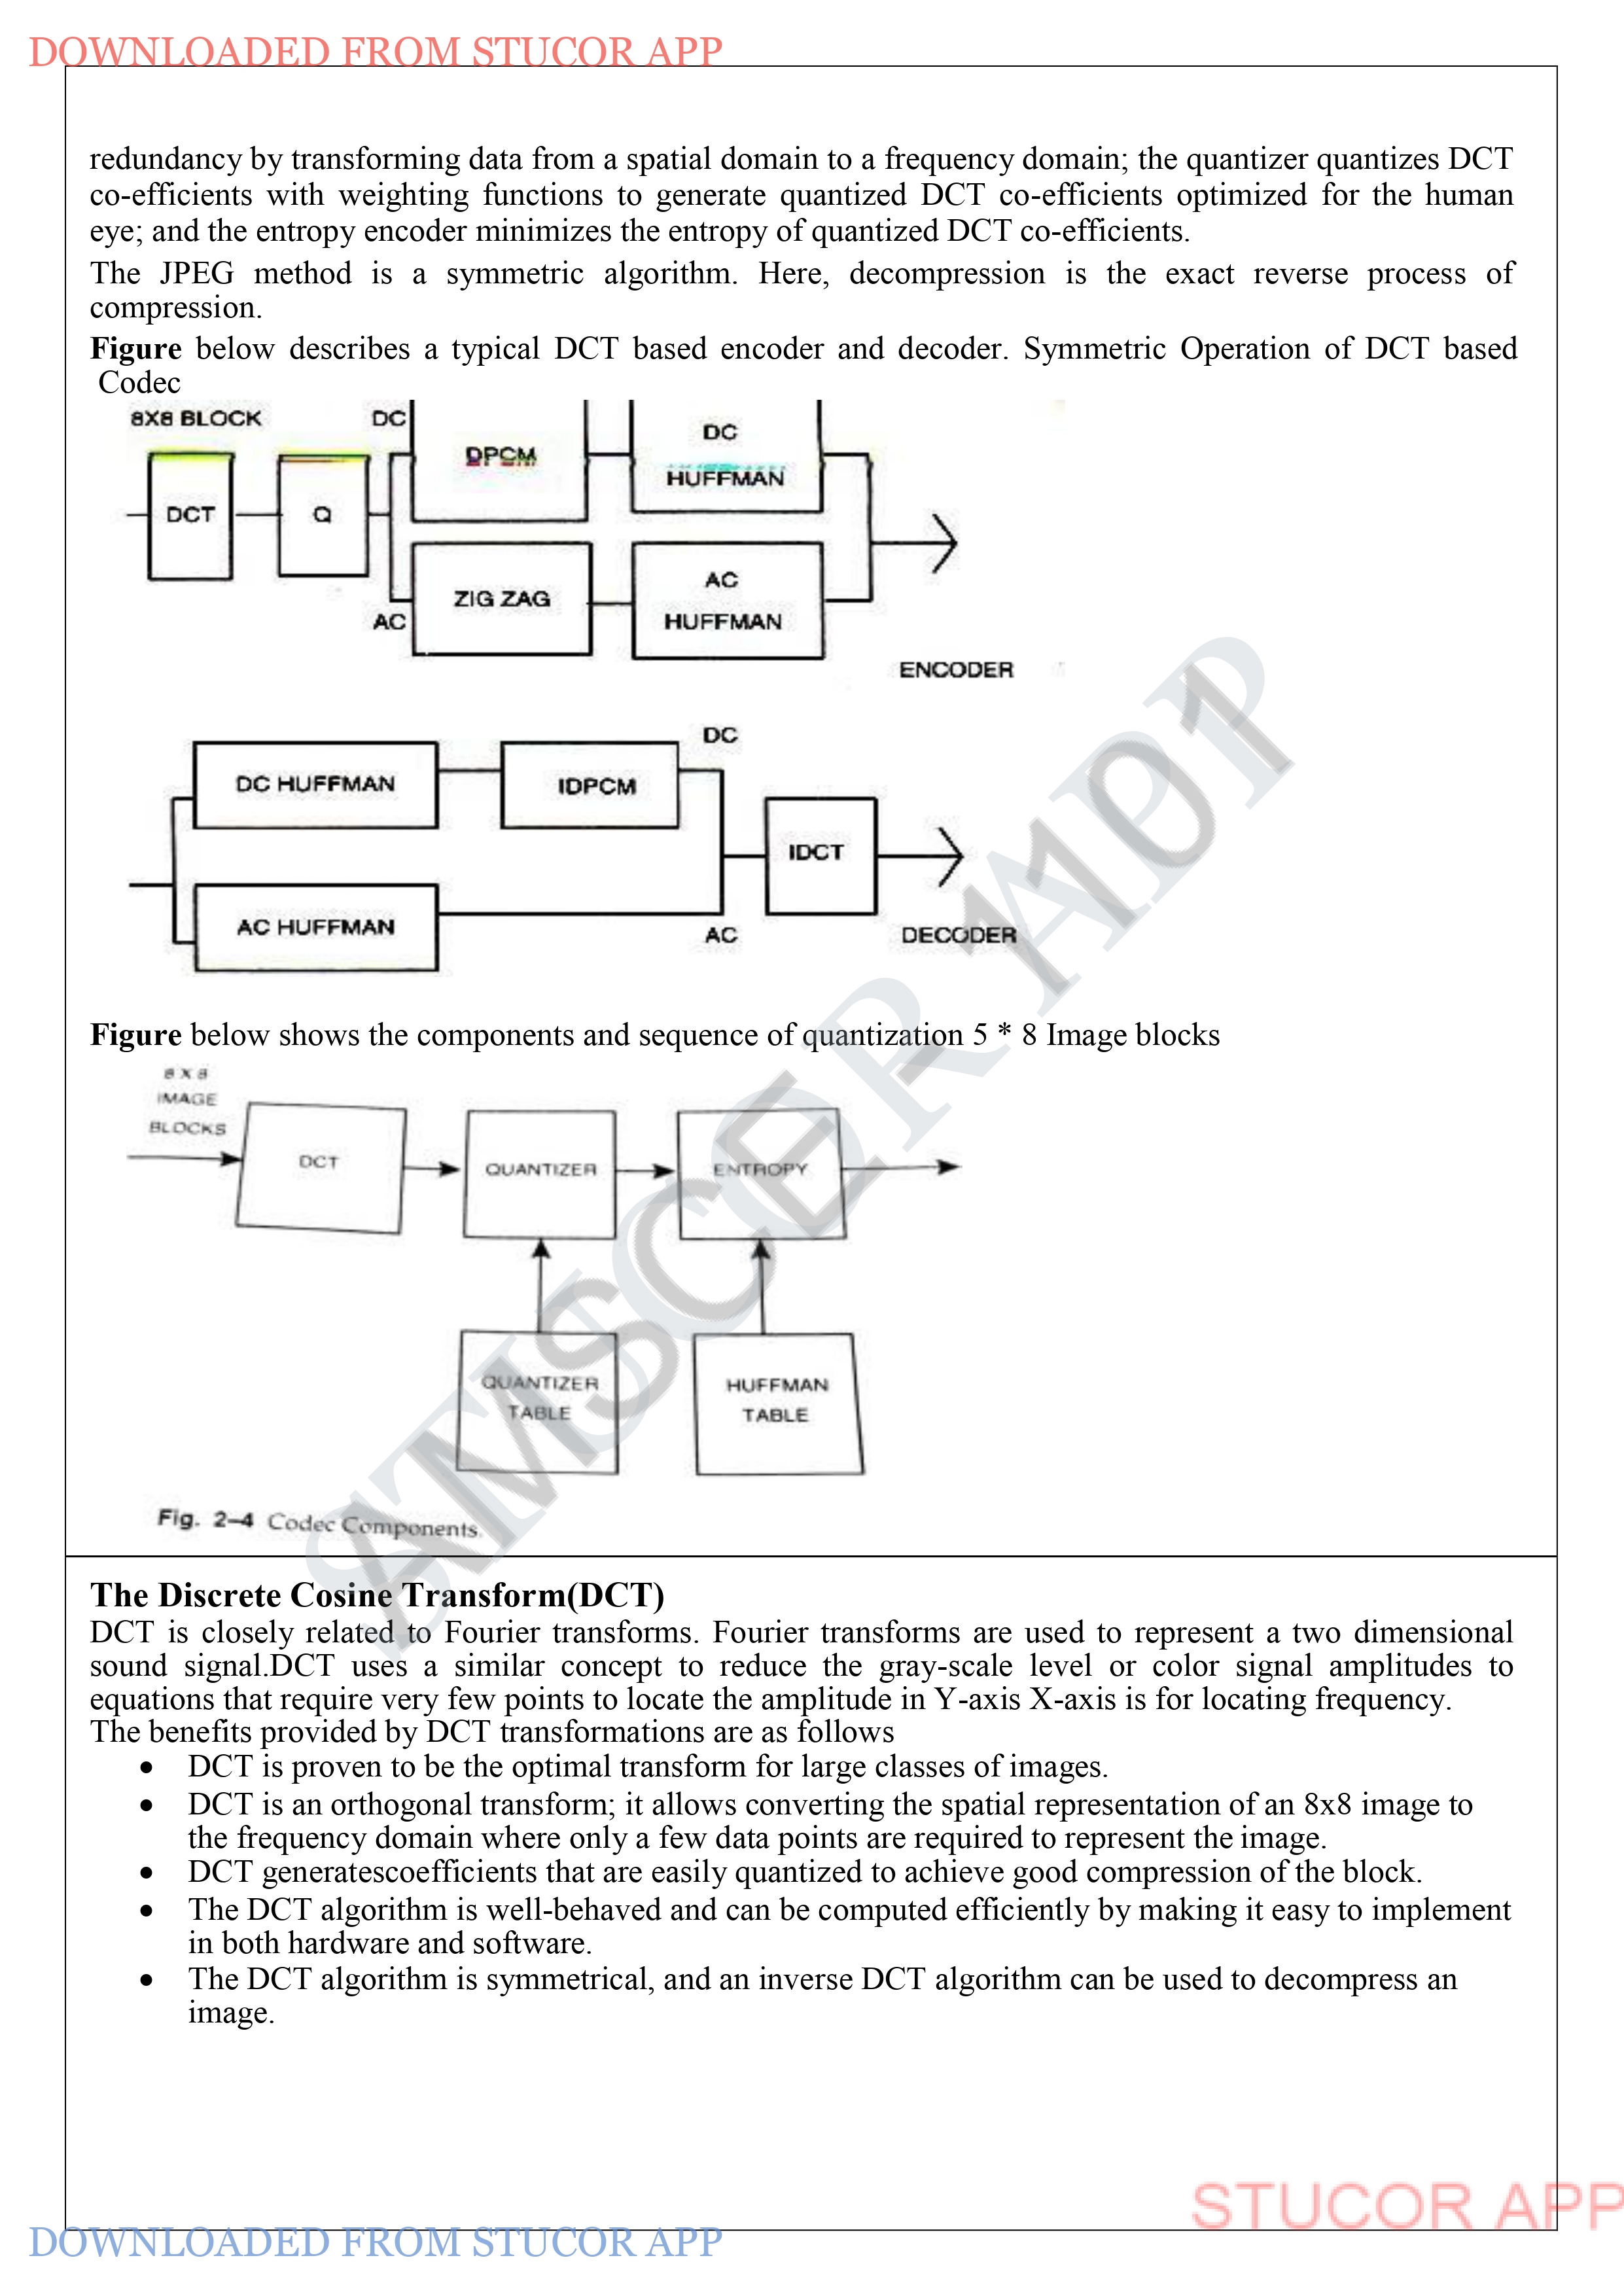 DOWNLOADED FROM STUCOR APP
redundancy by transforming data from a spatial domain to a frequency domain; the quantizer quantizes DCT
co-efficients with weighting functions to generate quantized DCT co-efficients optimized for the human
eye; and the entropy encoder minimizes the entropy of quantized DCT co-efficients.
The JPEG method is a symmetric algorithm. Here, decompression is the exact reverse process of
compression.
Figure below describes a typical DCT based encoder and decoder. Symmetric Operation of DCT based
Codec
8X8 BLOCK
DC
DPCM
DC
HUFFMAN
DCT
Q
ZIG ZAG
AC
HUFFMAN
AC
ENCODER
DC
DC HUFFMAN
IDPCM
IDCT
AC HUFFMAN
AC
DECODER
Figure below shows the components and sequence of quantization 5 * 8 Image blocks
8 X 8
IMAGE
BLOCKS
DCT
QUANTIZER
ENTROPY
QUANTIZER
TABLE
HUFFMAN
TABLE
Fig. 2–4 Codec Components.
STUCOR APP
AMSCE 1101
The Discrete Cosine Transform(DCT)
DCT is closely related to Fourier transforms. Fourier transforms are used to represent a two dimensional
sound signal.DCT uses a similar concept to reduce the gray-scale level or color signal amplitudes to
equations that require very few points to locate the amplitude in Y-axis X-axis is for locating frequency.
The benefits provided by DCT transformations are as follows
• DCT is proven to be the optimal transform for large classes of images.
• DCT is an orthogonal transform; it allows converting the spatial representation of an 8x8 image to
the frequency domain where only a few data points are required to represent the image.
• DCT generatescoefficients that are easily quantized to achieve good compression of the block.
• The DCT algorithm is well-behaved and can be computed efficiently by making it easy to implement
in both hardware and software.
• The DCT algorithm is symmetrical, and an inverse DCT algorithm can be used to decompress an
image.
STUCOR APP
DOWNLOADED FROM STUCOR APP